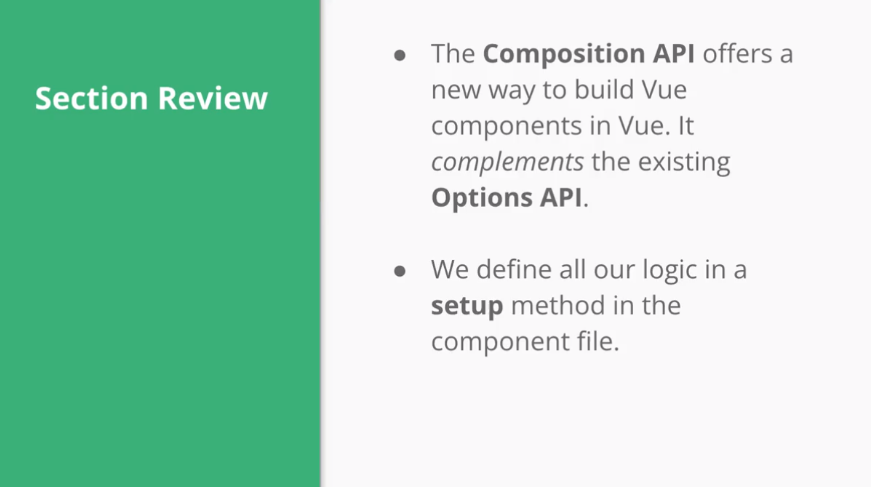 Section Review
● The Composition API offers a
new way to build Vue
components in Vue. It
complements the existing
Options API.
● We define all our logic in a
setup method in the
component file.